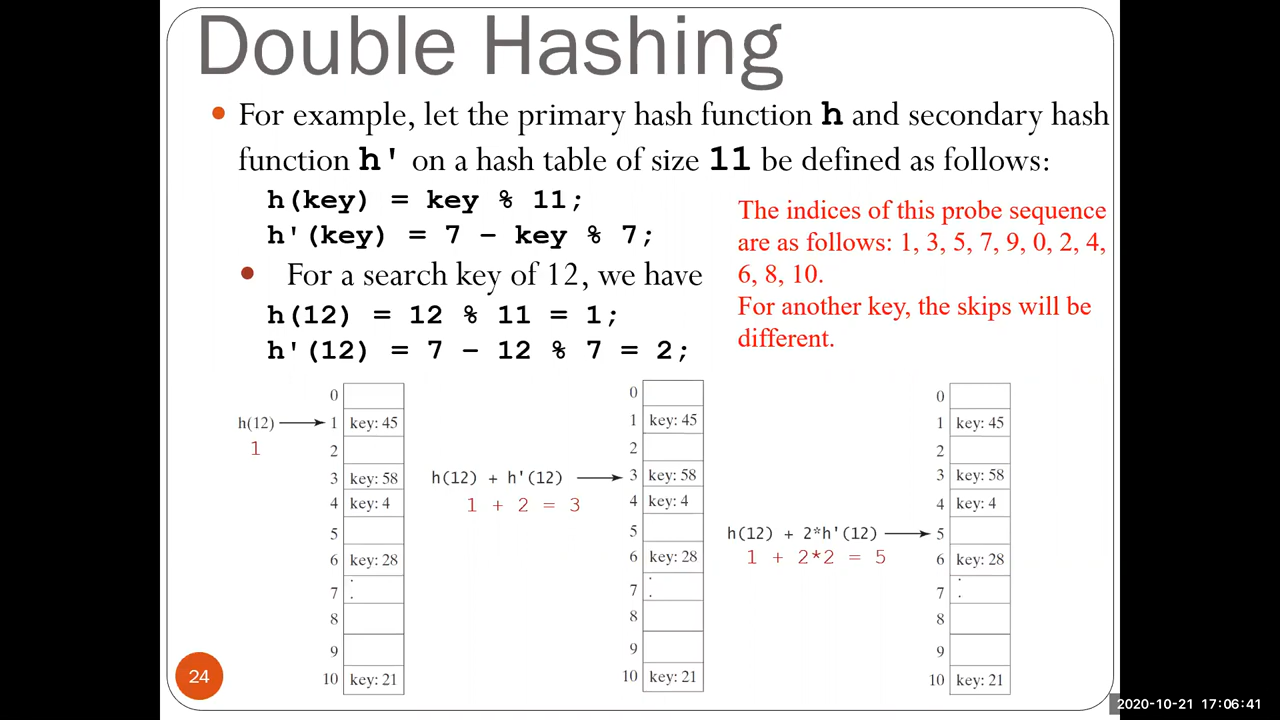 Double Hashing
For example, let the primary hash function h and secondary hash
function h' on a hash table of size 11 be defined as follows:
h(key) = key % 11;
h'(key) = 7 – key % 7;
For a search key of 12, we have
h(12) = 12 % 11 = 1;
h'(12) = 7 – 12 % 7 = 2;
The indices of this probe sequence
are as follows: 1, 3, 5, 7, 9, 0, 2, 4,
6, 8, 10.
For another key, the skips will be
different.
h(12)
1
0
1 key: 45
2
3 key: 58
4 key: 4
5
6 key: 28
7 :
8
9
10 key: 21
h(12) + h'(12)
1 + 2 = 3
0
1 key: 45
2
3 key: 58
4 key: 4
5
6 key: 28
7 :
8
9
10 key: 21
h(12) + 2*h'(12)
1 + 2*2 = 5
0
1 key: 45
2
3 key: 58
4 key: 4
5
6 key: 28
7 :
8
9
10 key: 21
24
2020-10-21 17:06:41